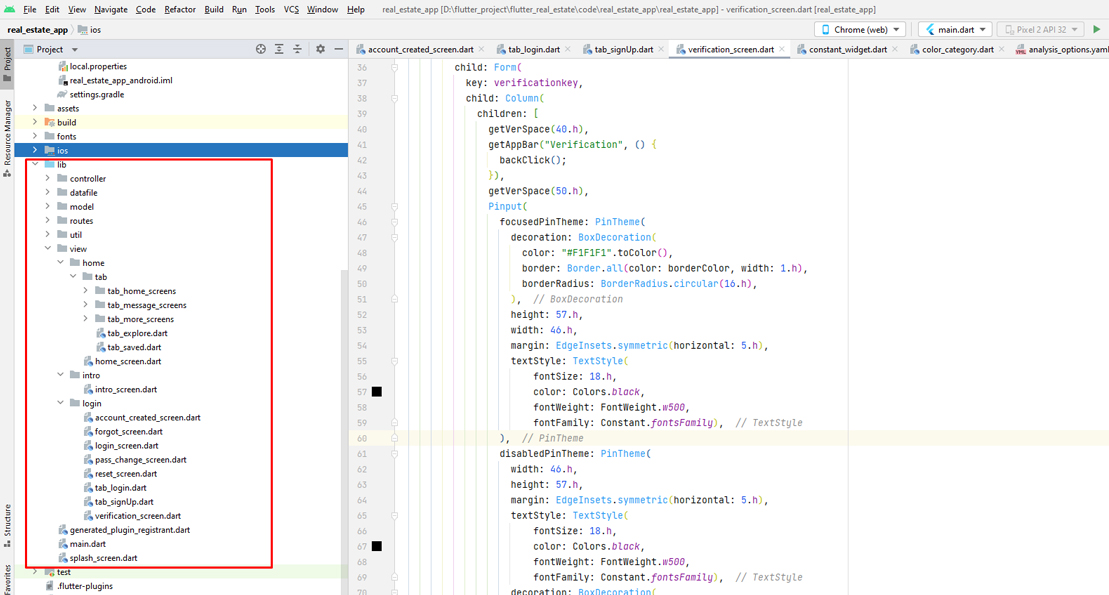 File Edit View Navigate Code Refactor Build Run Tools VCS Window Help real_estate_app [D:\flutter_project\flutter_real_estate\code\real_estate_app\real_estate_app] - verification_screen.dart [real_estate_app]
real_estate_app ios Chrome (web) main.dart Pixel 2 API 32
Project account_created_screen.dart tab_login.dart tab_signUp.dart verification_screen.dart constant_widget.dart color_category.dart analysis_options.yaml
Project
Resource Manager
Structure
Favorites
local.properties
real_estate_app_android.iml
settings.gradle
assets
build
fonts
ios
lib
controller
datafile
model
routes
util
view
home
tab
tab_home_screens
tab_message_screens
tab_more_screens
tab_explore.dart
tab_saved.dart
home_screen.dart
intro
intro_screen.dart
login
account_created_screen.dart
forgot_screen.dart
login_screen.dart
pass_change_screen.dart
reset_screen.dart
tab_login.dart
tab_signUp.dart
verification_screen.dart
generated_plugin_registrant.dart
main.dart
splash_screen.dart
test
.flutter-plugins
36 child: Form(
37 key: verificationkey,
38 child: Column(
39 children: [
40 getVerSpace(40.h),
41 getAppBar("Verification", () {
42 backClick();
43 }),
44 getVerSpace(50.h),
45 Pinput(
46 focusedPinTheme: PinTheme(
47 decoration: BoxDecoration(
48 color: "#F1F1F1".toColor(),
49 border: Border.all(color: borderColor, width: 1.h),
50 borderRadius: BorderRadius.circular(16.h),
51 ), // BoxDecoration
52 height: 57.h,
53 width: 46.h,
54 margin: EdgeInsets.symmetric(horizontal: 5.h),
55 textStyle: TextStyle(
56 fontSize: 18.h,
57 color: Colors.black,
58 fontWeight: FontWeight.w500,
59 fontFamily: Constant.fontsFamily), // TextStyle
60 ), // PinTheme
61 disabledPinTheme: PinTheme(
62 width: 46.h,
63 height: 57.h,
64 margin: EdgeInsets.symmetric(horizontal: 5.h),
65 textStyle: TextStyle(
66 fontSize: 18.h,
67 color: Colors.black,
68 fontWeight: FontWeight.w500,
69 fontFamily: Constant.fontsFamily), // TextStyle
70 decoration: BoxDecoration(